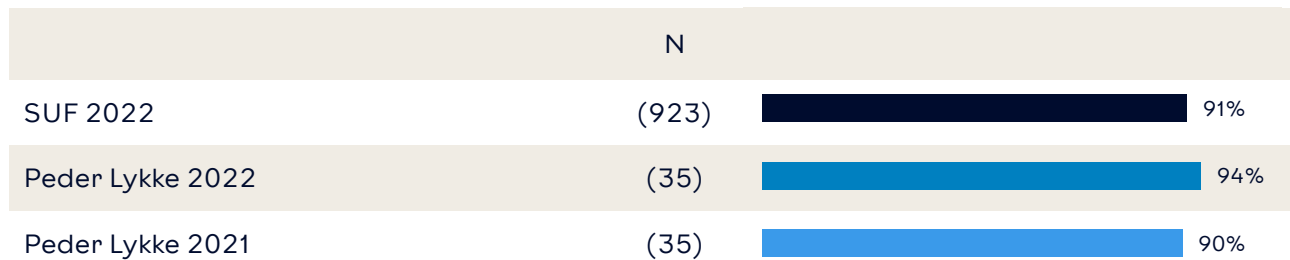 N
SUF 2022 (923) 91%
Peder Lykke 2022 (35) 94%
Peder Lykke 2021 (35) 90%